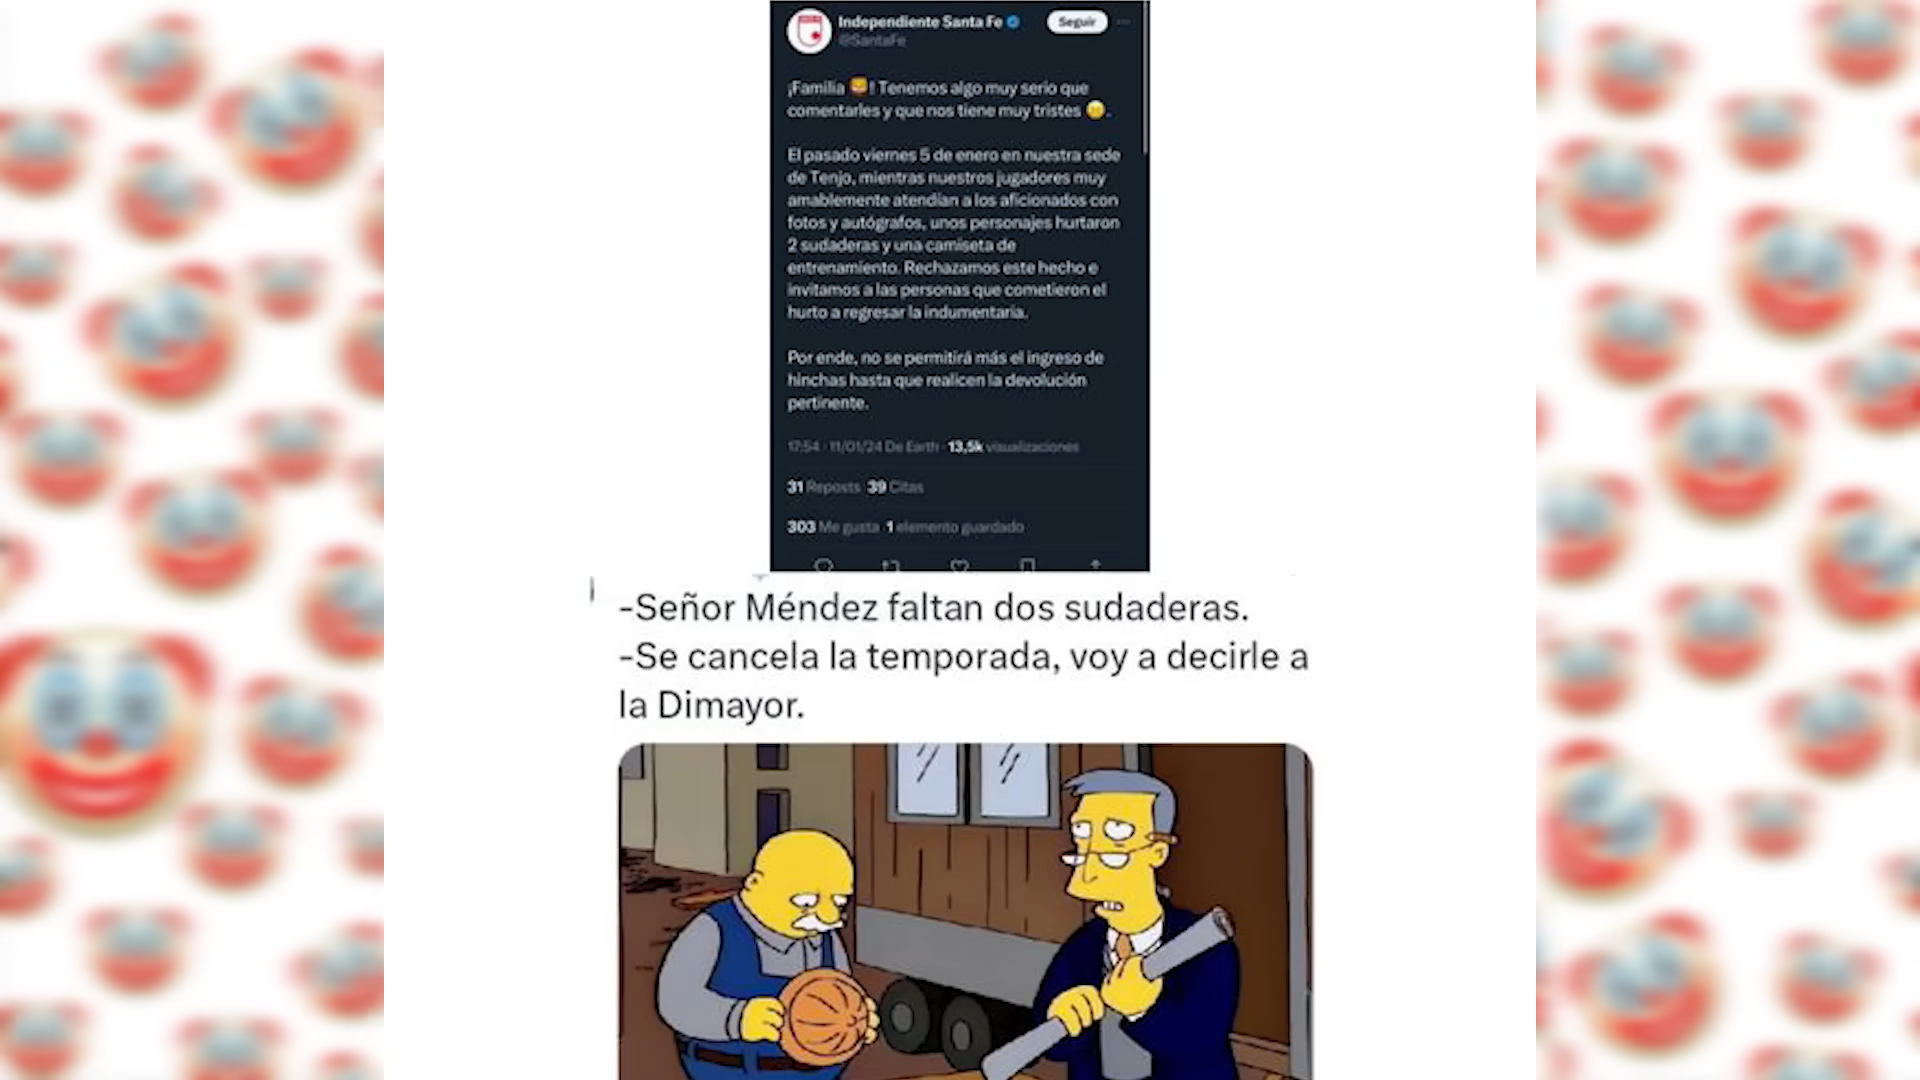 Independiente Santa Fe
Seguir
@SantaFe
¡Familia 🦁! Tenemos algo muy serio que
comentarles y que nos tiene muy tristes 😕.
El pasado viernes 5 de enero en nuestra sede
de Tenjo, mientras nuestros jugadores muy
amablemente atendían a los aficionados con
fotos y autógrafos, unos personajes hurtaron
2 sudaderas y una camiseta de
entrenamiento. Rechazamos este hecho e
invitamos a las personas que cometieron el
hurto a regresar la indumentaria.
Por ende, no se permitirá más el ingreso de
hinchas hasta que realicen la devolución
pertinente.
17:54 · 11/01/24 De Earth · 13,5k visualizaciones
31 Reposts 39 Citas
303 Me gusta 1 elemento guardado
-Señor Méndez faltan dos sudaderas.
-Se cancela la temporada, voy a decirle a
la Dimayor.